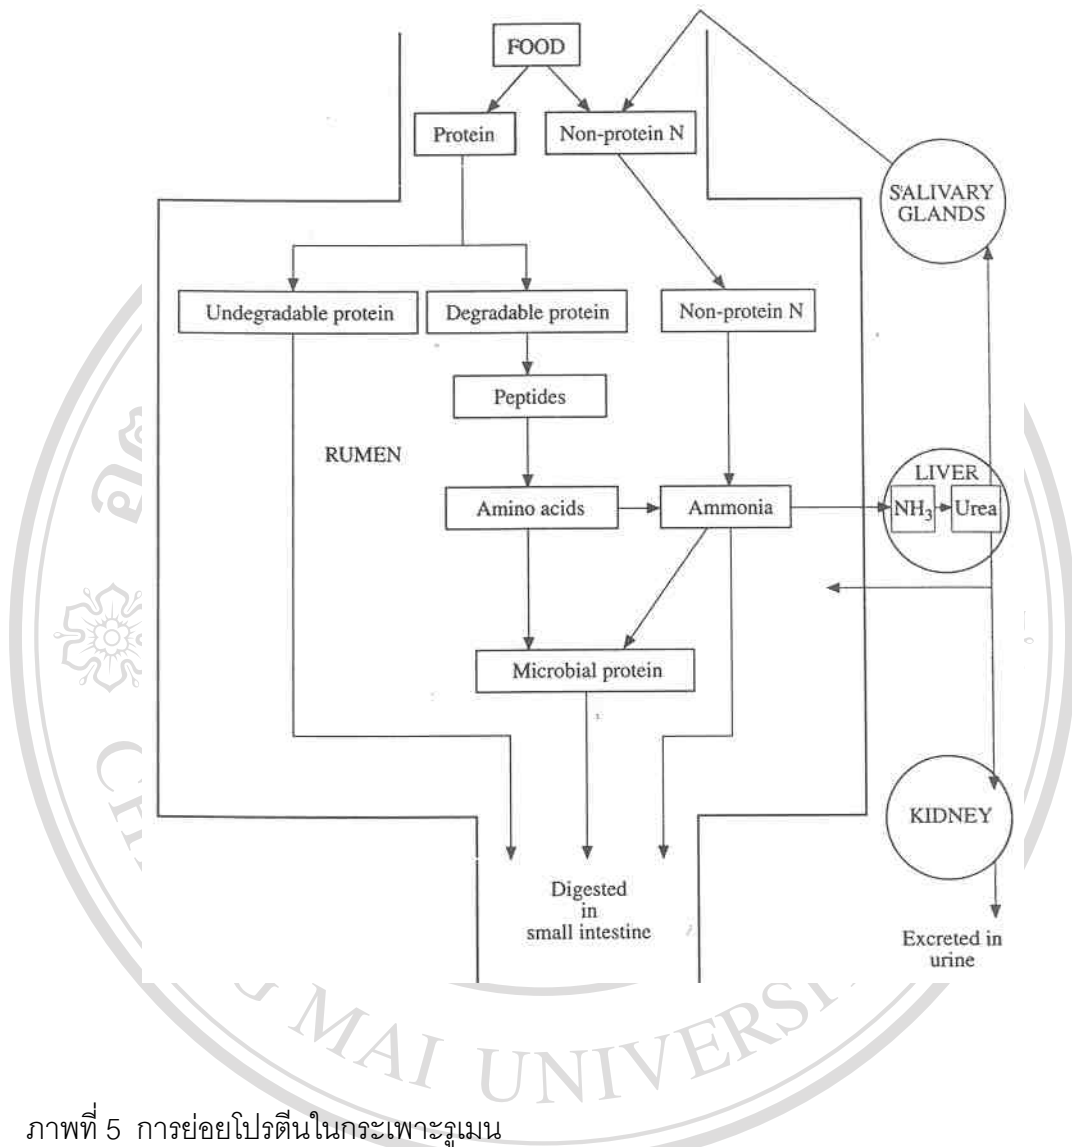 FOOD
Protein
Non-protein N
SALIVARY
GLANDS
Undegradable protein
Degradable protein
Non-protein N
Peptides
RUMEN
LIVER
Amino acids
Ammonia
NH3
Urea
Microbial protein
KIDNEY
Digested
in
small intestine
Excreted in
urine
MAI UNIVERSI
ภาพที่ 5 การย่อยโปรตีนในกระเพาะรูเมน